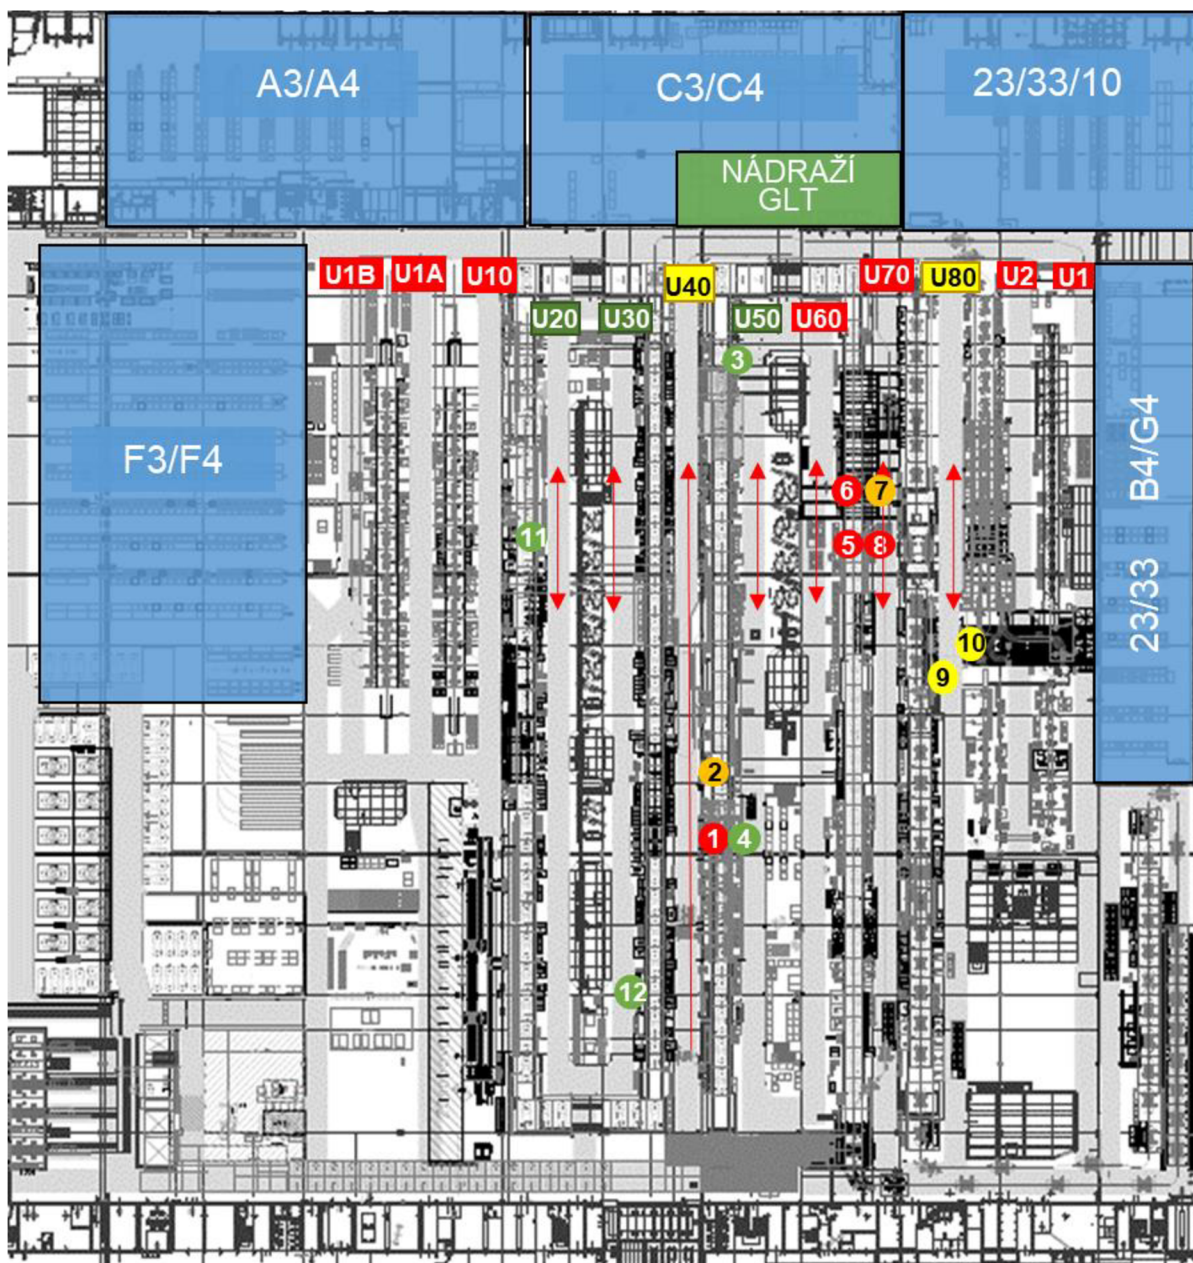 A3/A4
C3/C4
23/33/10
NÁDRAŽÍ
GLT
U1B
U1A
U10
U40
U70
U80
U2
U1
U20
U30
U50
U60
3
F3/F4
23/33 B4/G4
6
7
11
5
8
10
9
2
1
4
12